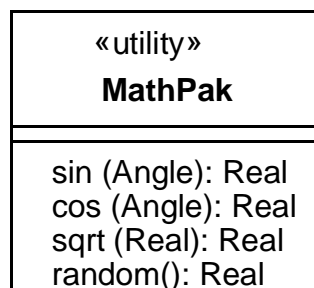 «utility»
MathPak
sin (Angle): Real
cos (Angle): Real
sqrt (Real): Real
random(): Real